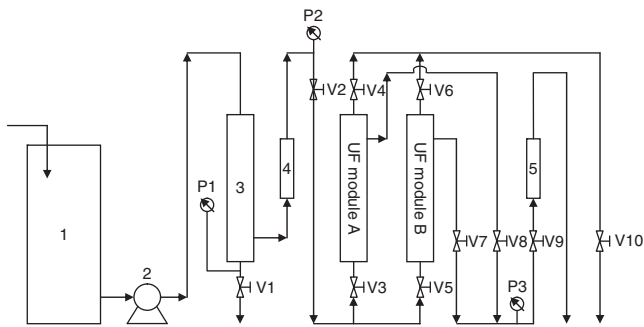 P2
V2
V4
V6
P1
3
4
UF module A
UF module B
5
1
2
V1
V3
V5
V7
V8
V9
V10
P3